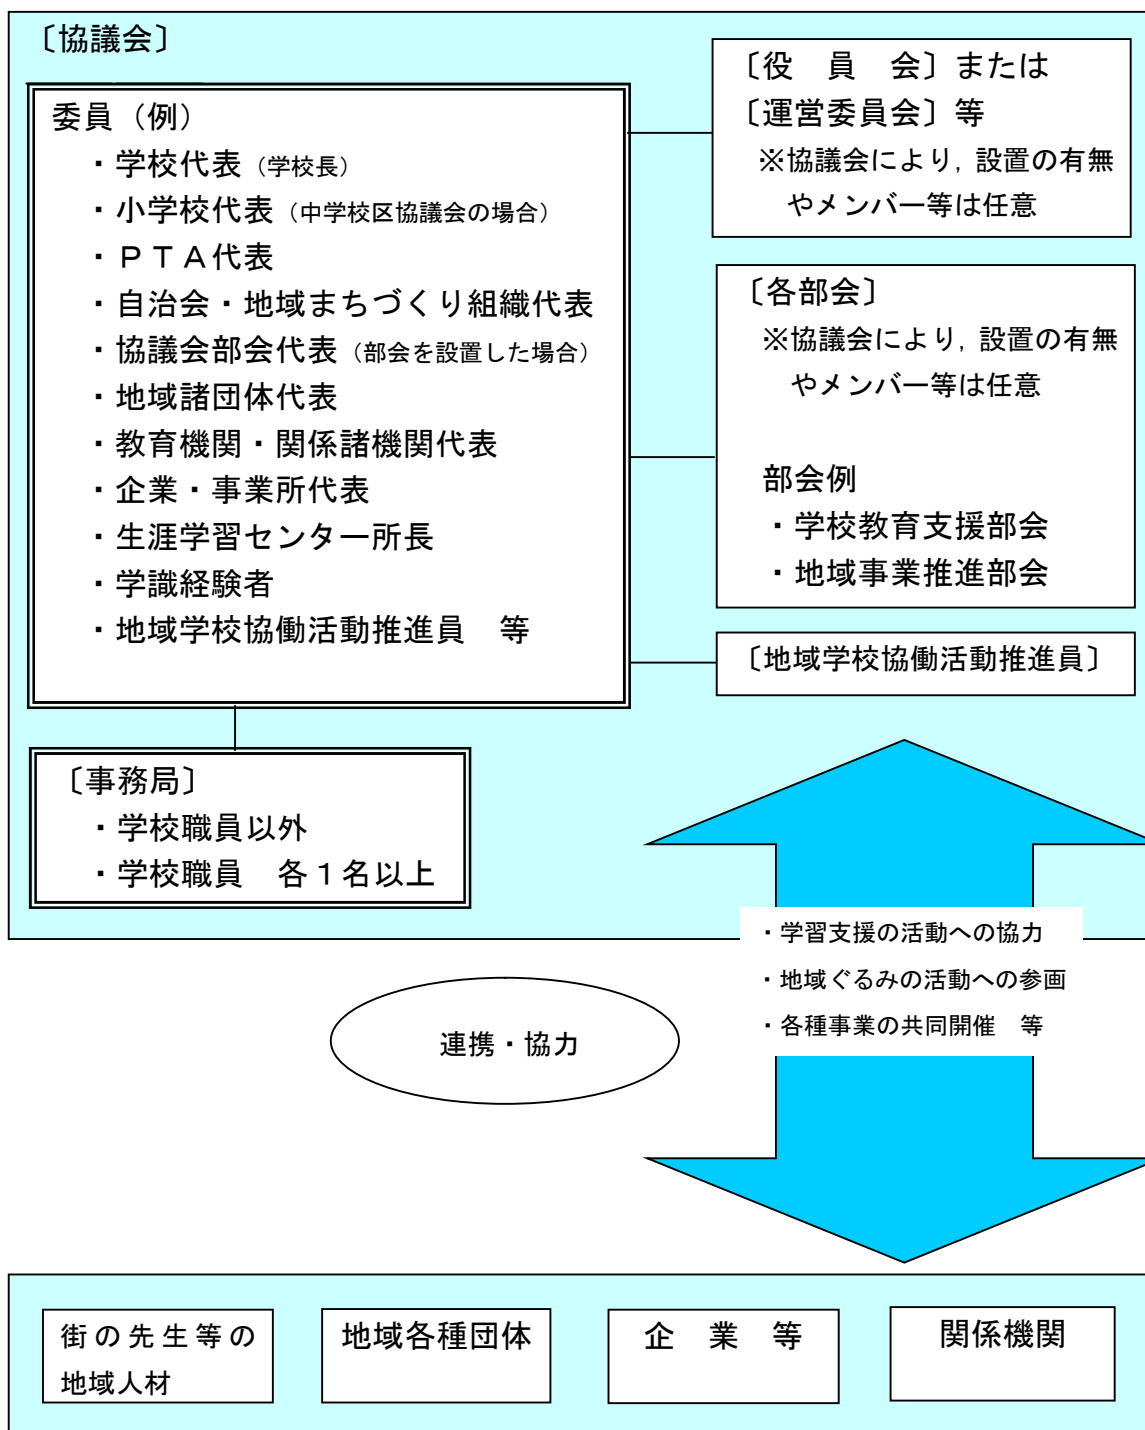 〔協議会〕
委員（例）
・学校代表（学校長）
・小学校代表（中学校区協議会の場合）
・ＰＴＡ代表
・自治会・地域まちづくり組織代表
・協議会部会代表（部会を設置した場合）
・地域諸団体代表
・教育機関・関係諸機関代表
・企業・事業所代表
・生涯学習センター所長
・学識経験者
・地域学校協働活動推進員　等
〔事務局〕
・学校職員以外
・学校職員　各１名以上
〔役　員　会〕または
〔運営委員会〕等
※協議会により，設置の有無
やメンバー等は任意
〔各部会〕
※協議会により，設置の有無
やメンバー等は任意
部会例
・学校教育支援部会
・地域事業推進部会
〔地域学校協働活動推進員〕
・学習支援の活動への協力
・地域ぐるみの活動への参画
・各種事業の共同開催　等
連携・協力
街の先生等の
地域人材
地域各種団体
企　業　等
関係機関